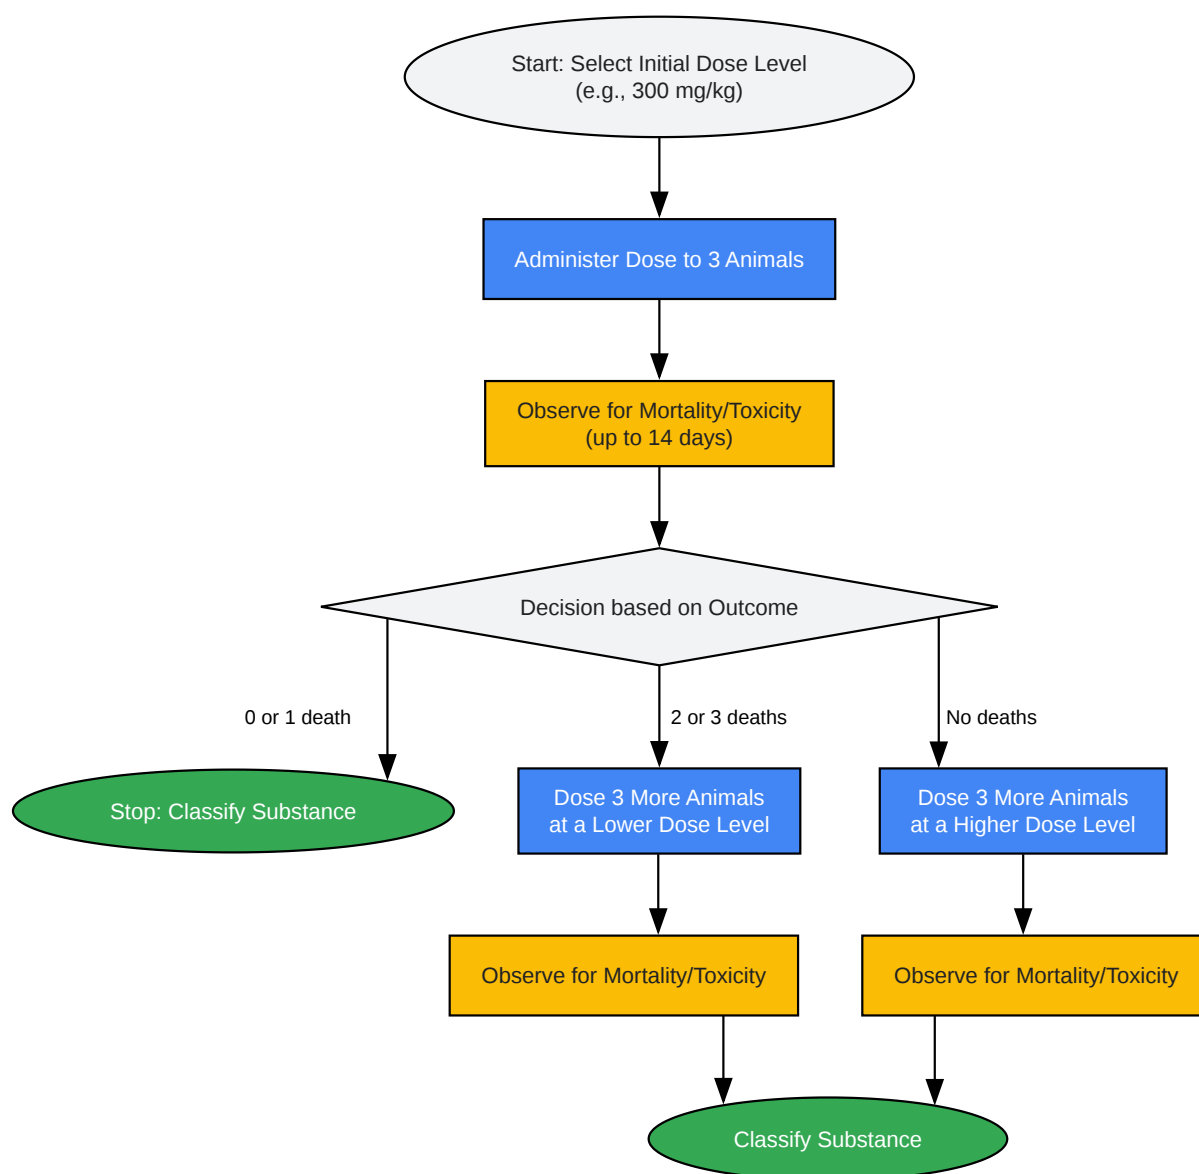 Start: Select Initial Dose Level
(e.g., 300 mg/kg)
Administer Dose to 3 Animals
Observe for Mortality/Toxicity
(up to 14 days)
Decision based on Outcome
0 or 1 death
2 or 3 deaths
No deaths
Stop: Classify Substance
Dose 3 More Animals
at a Lower Dose Level
Dose 3 More Animals
at a Higher Dose Level
Observe for Mortality/Toxicity
Observe for Mortality/Toxicity
Classify Substance